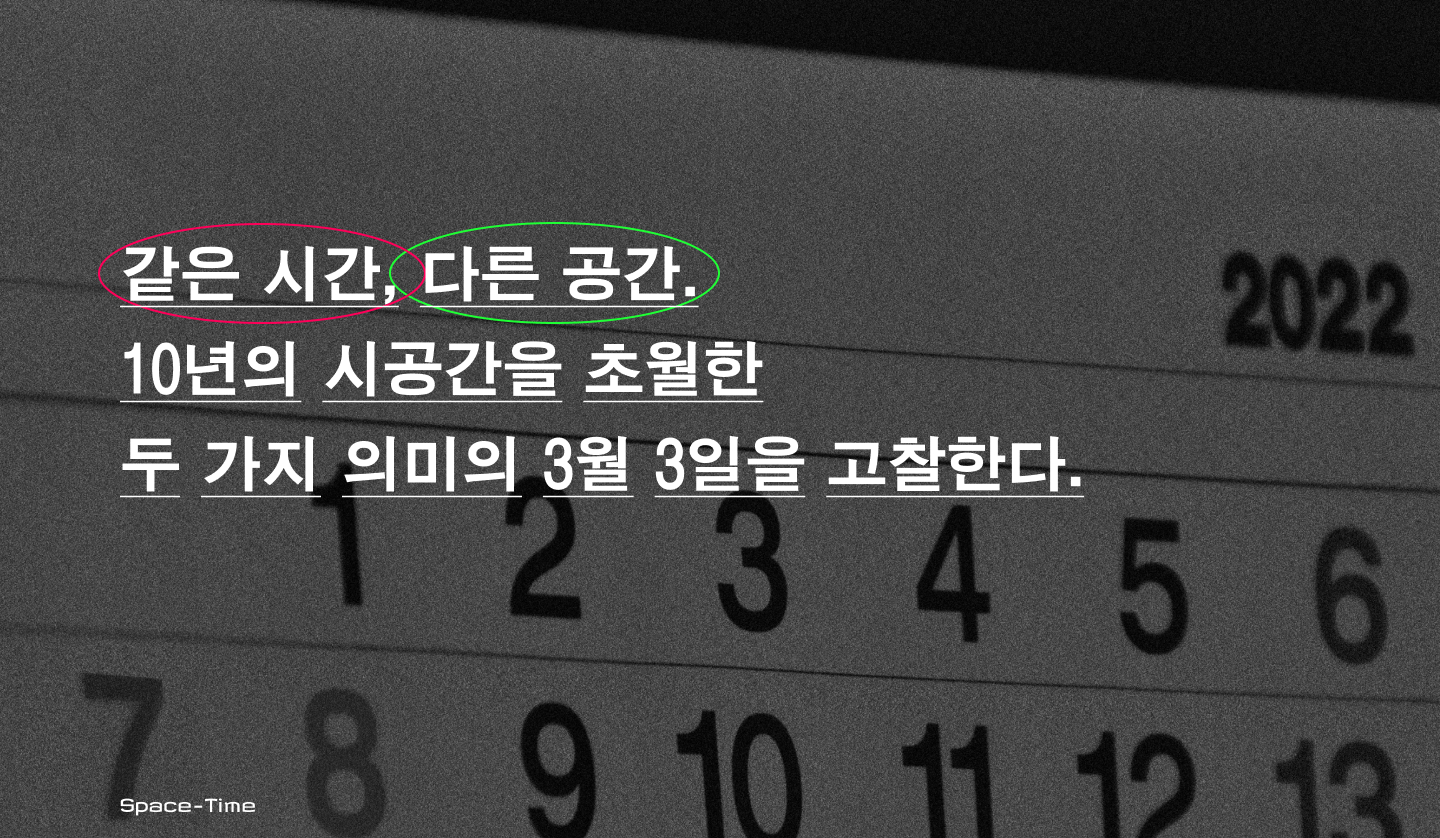 2022
같은 시간, 다른 공간.
10년의 시공간을 초월한
두 가지 의미의 3월 3일을 고찰한다.
1 2 3 4 5 6
7 8 9 10 11 12 13
Space-Time